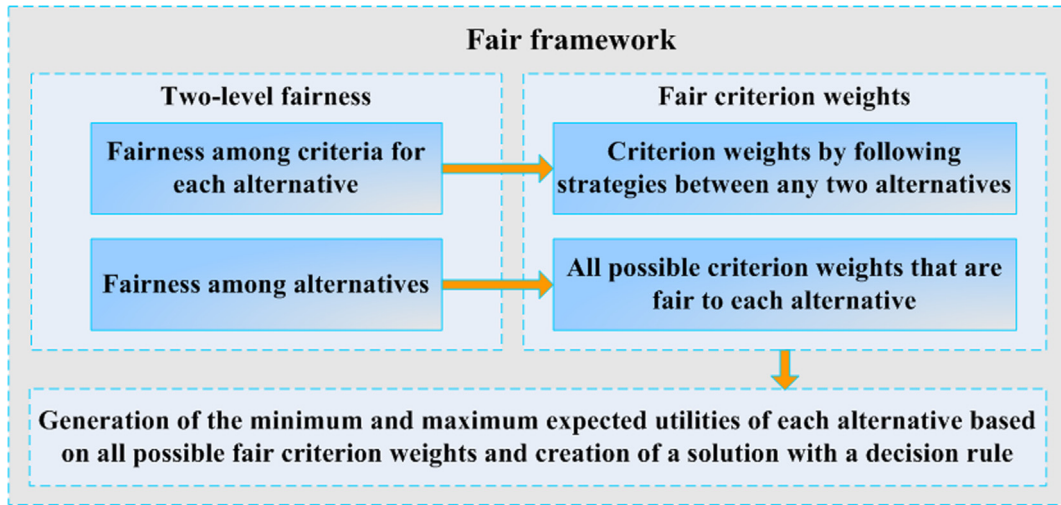 Fair framework
Two-level fairness
Fairness among criteria for
each alternative
Fairness among alternatives
Fair criterion weights
Criterion weights by following
strategies between any two alternatives
All possible criterion weights that are
fair to each alternative
Generation of the minimum and maximum expected utilities of each alternative based
on all possible fair criterion weights and creation of a solution with a decision rule